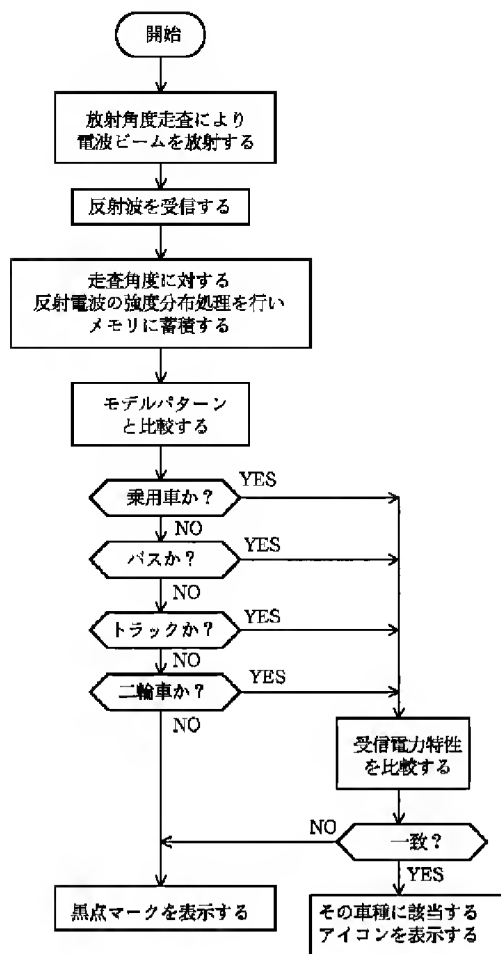 開始
放射角度走査により
電波ビームを放射する
反射波を受信する
走査角度に対する
反射電波の強度分布処理を行い
メモリに蓄積する
モデルパターン
と比較する
乗用車か？
YES
NO
バスか？
YES
NO
トラックか？
YES
NO
二輪車か？
YES
NO
受信電力特性
を比較する
一致？
NO
YES
黒点マークを表示する
その車種に該当する
アイコンを表示する